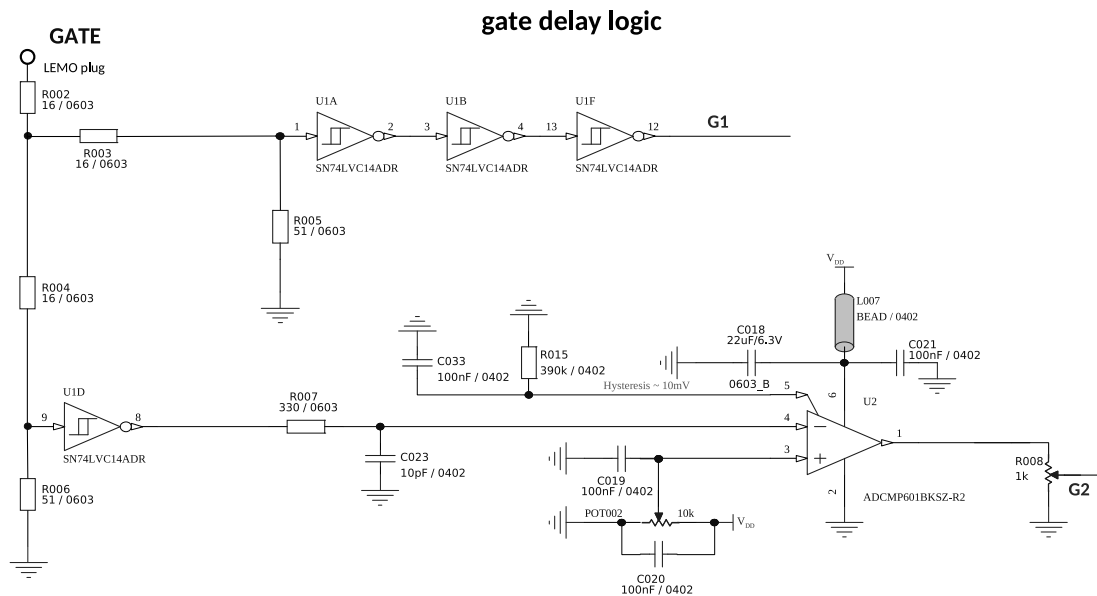 gate delay logic
GATE
LEMO plug
R002
16 / 0603
R003
16 / 0603
U1A
1
2
SN74LVC14ADR
U1B
3
4
SN74LVC14ADR
U1F
13
12
SN74LVC14ADR
G1
R005
51 / 0603
R004
16 / 0603
VDD
L007
BEAD / 0402
C018
22uF/6.3V
0603_B
C021
100nF / 0402
C033
100nF / 0402
R015
390k / 0402
Hysteresis ~ 10mV
5
6
U2
U1D
9
8
SN74LVC14ADR
R007
330 / 0603
4
3
1
2
C023
10pF / 0402
C019
100nF / 0402
ADCMP601BKSZ-R2
R008
1k
G2
R006
51 / 0603
POT002
10k
VDD
C020
100nF / 0402